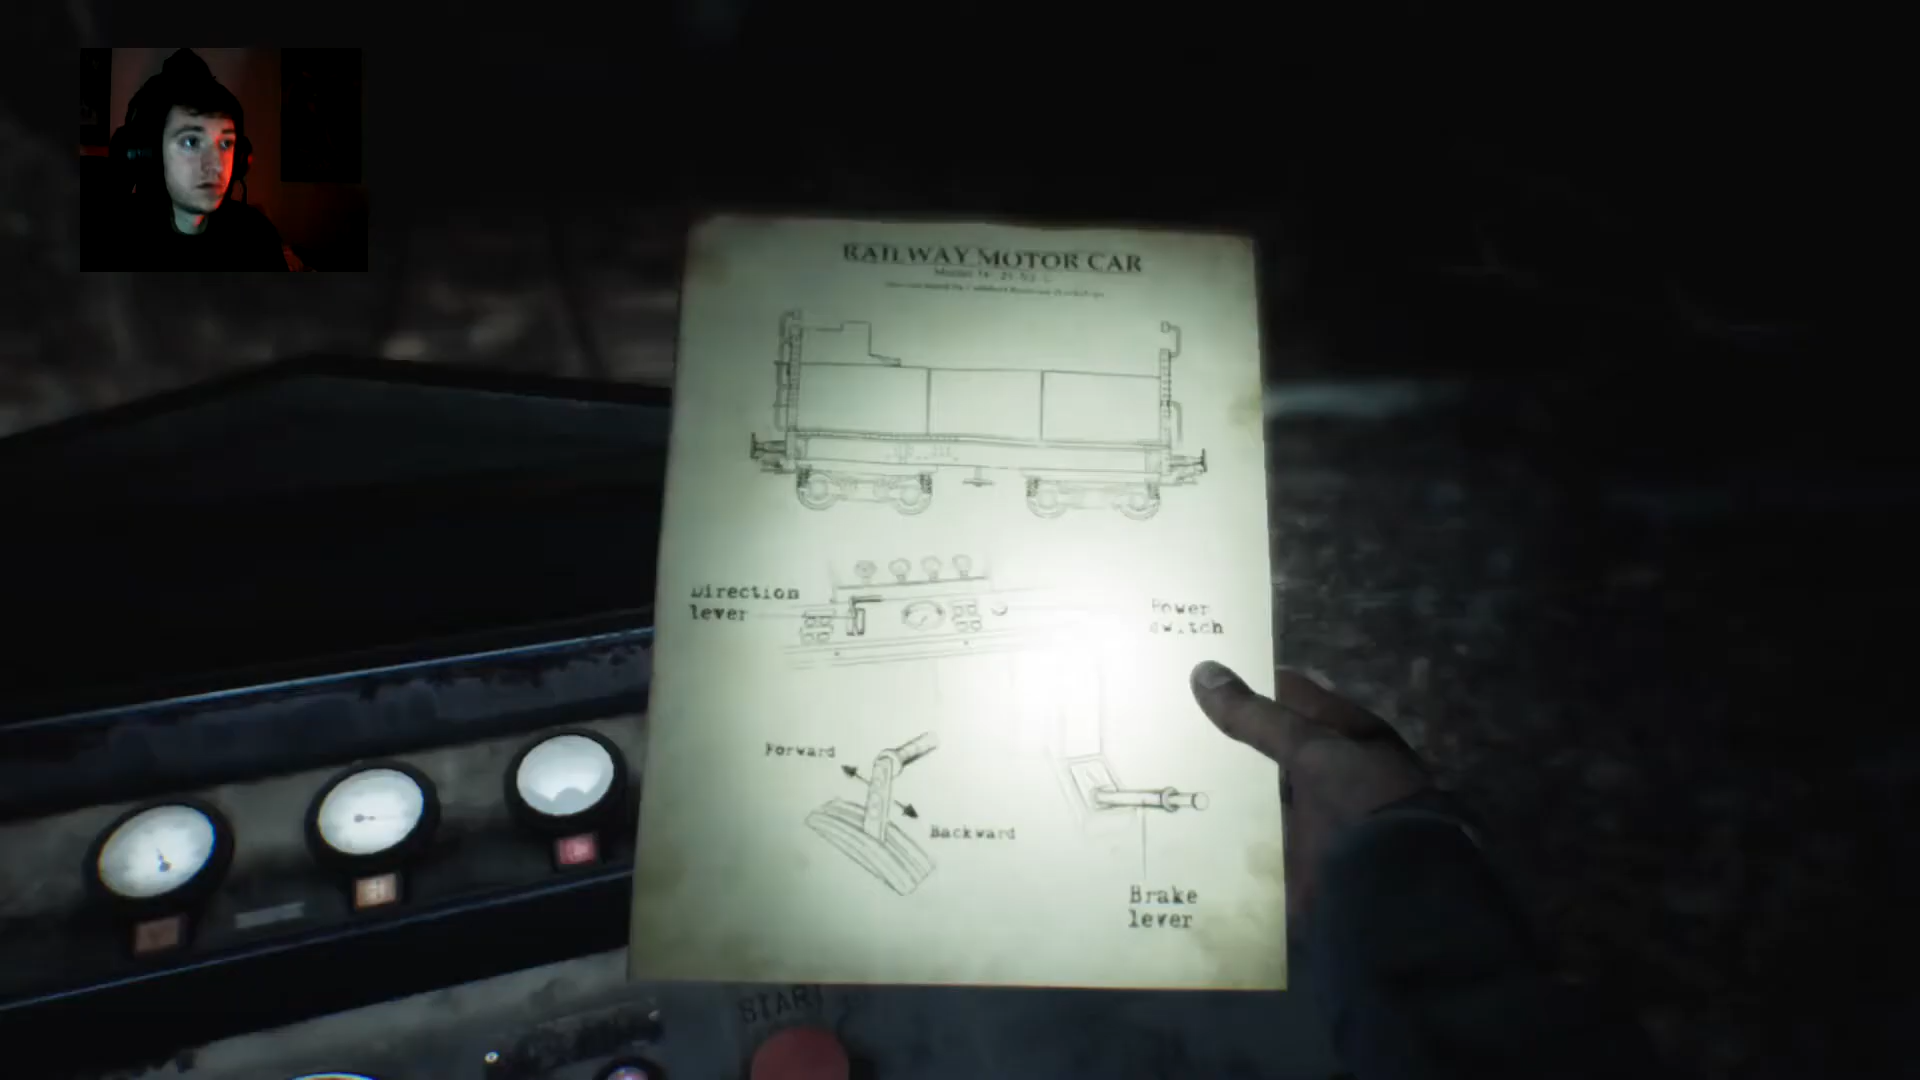 RAILWAY MOTOR CAR
Direction
lever
Power
switch
Forward
Backward
Brake
lever
START